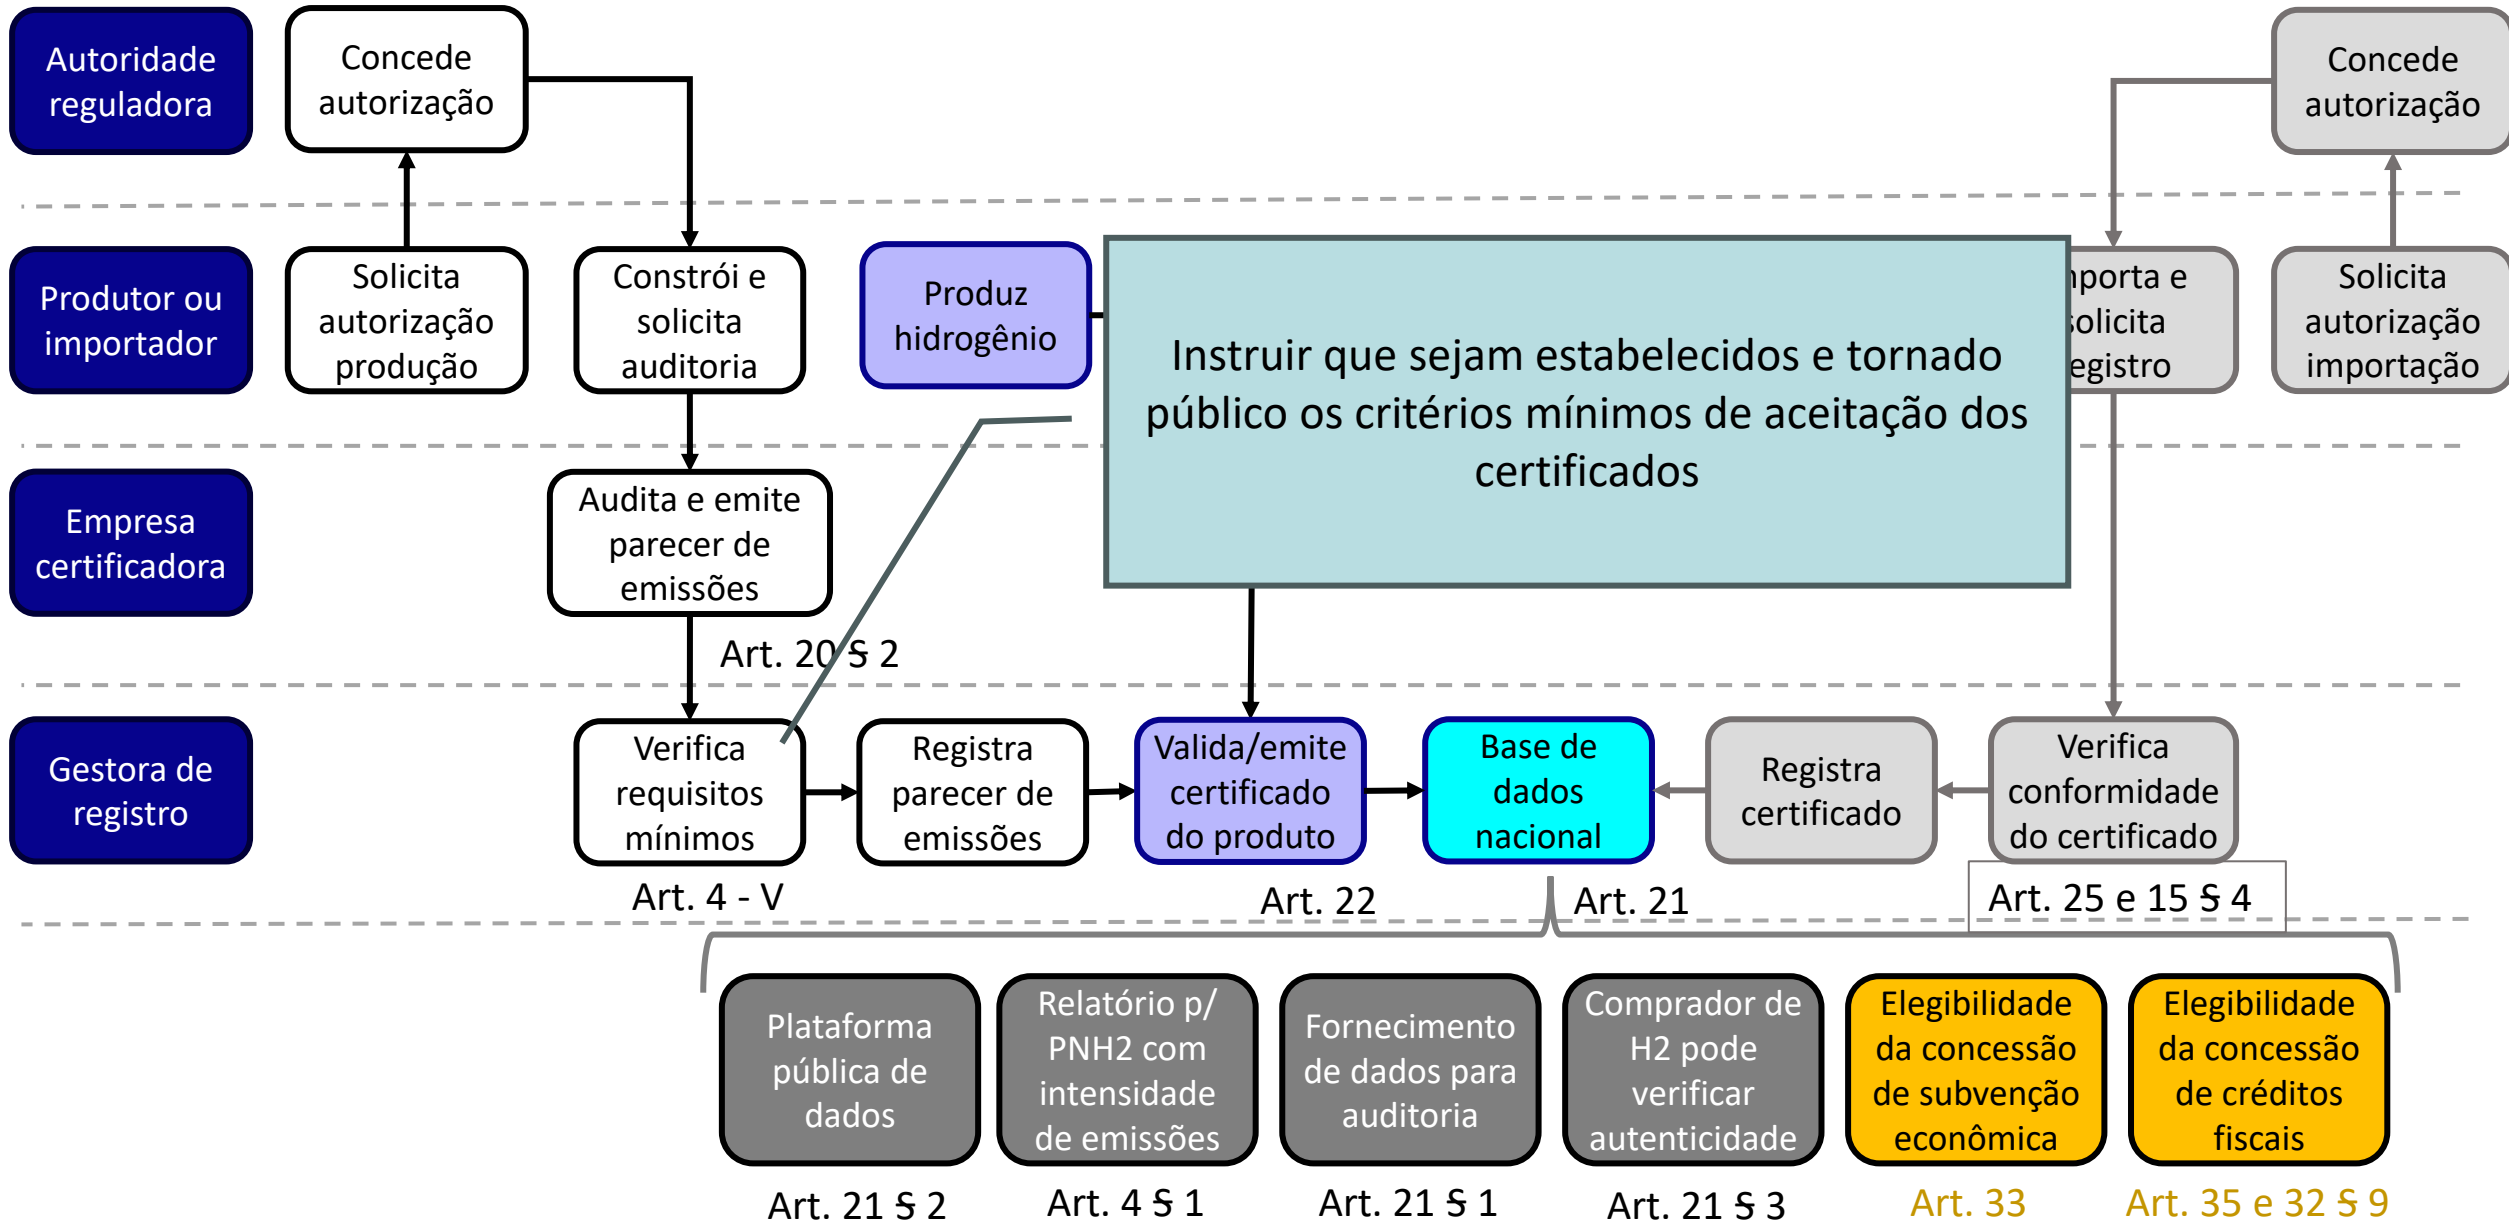 Autoridade
reguladora
Concede
autorização
Concede
autorização
Produtor ou
importador
Solicita
autorização
produção
Constrói e
solicita
auditoria
Produz
hidrogênio
Instruir que sejam estabelecidos e tornado
público os critérios mínimos de aceitação dos
certificados
mporta e
solicita
egistro
Solicita
autorização
importação
Empresa
certificadora
Audita e emite
parecer de
emissões
Art. 20 § 2
Gestora de
registro
Verifica
requisitos
mínimos
Registra
parecer de
emissões
Valida/emite
certificado
do produto
Base de
dados
nacional
Registra
certificado
Verifica
conformidade
do certificado
Art. 4 - V
Art. 22
Art. 21
Art. 25 e 15 § 4
Plataforma
pública de
dados
Relatório p/
PNH2 com
intensidade
de emissões
Fornecimento
de dados para
auditoria
Comprador de
H2 pode
verificar
autenticidade
Elegibilidade
da concessão
de subvenção
econômica
Elegibilidade
da concessão
de créditos
fiscais
Art. 21 § 2
Art. 4 § 1
Art. 21 § 1
Art. 21 § 3
Art. 33
Art. 35 e 32 § 9